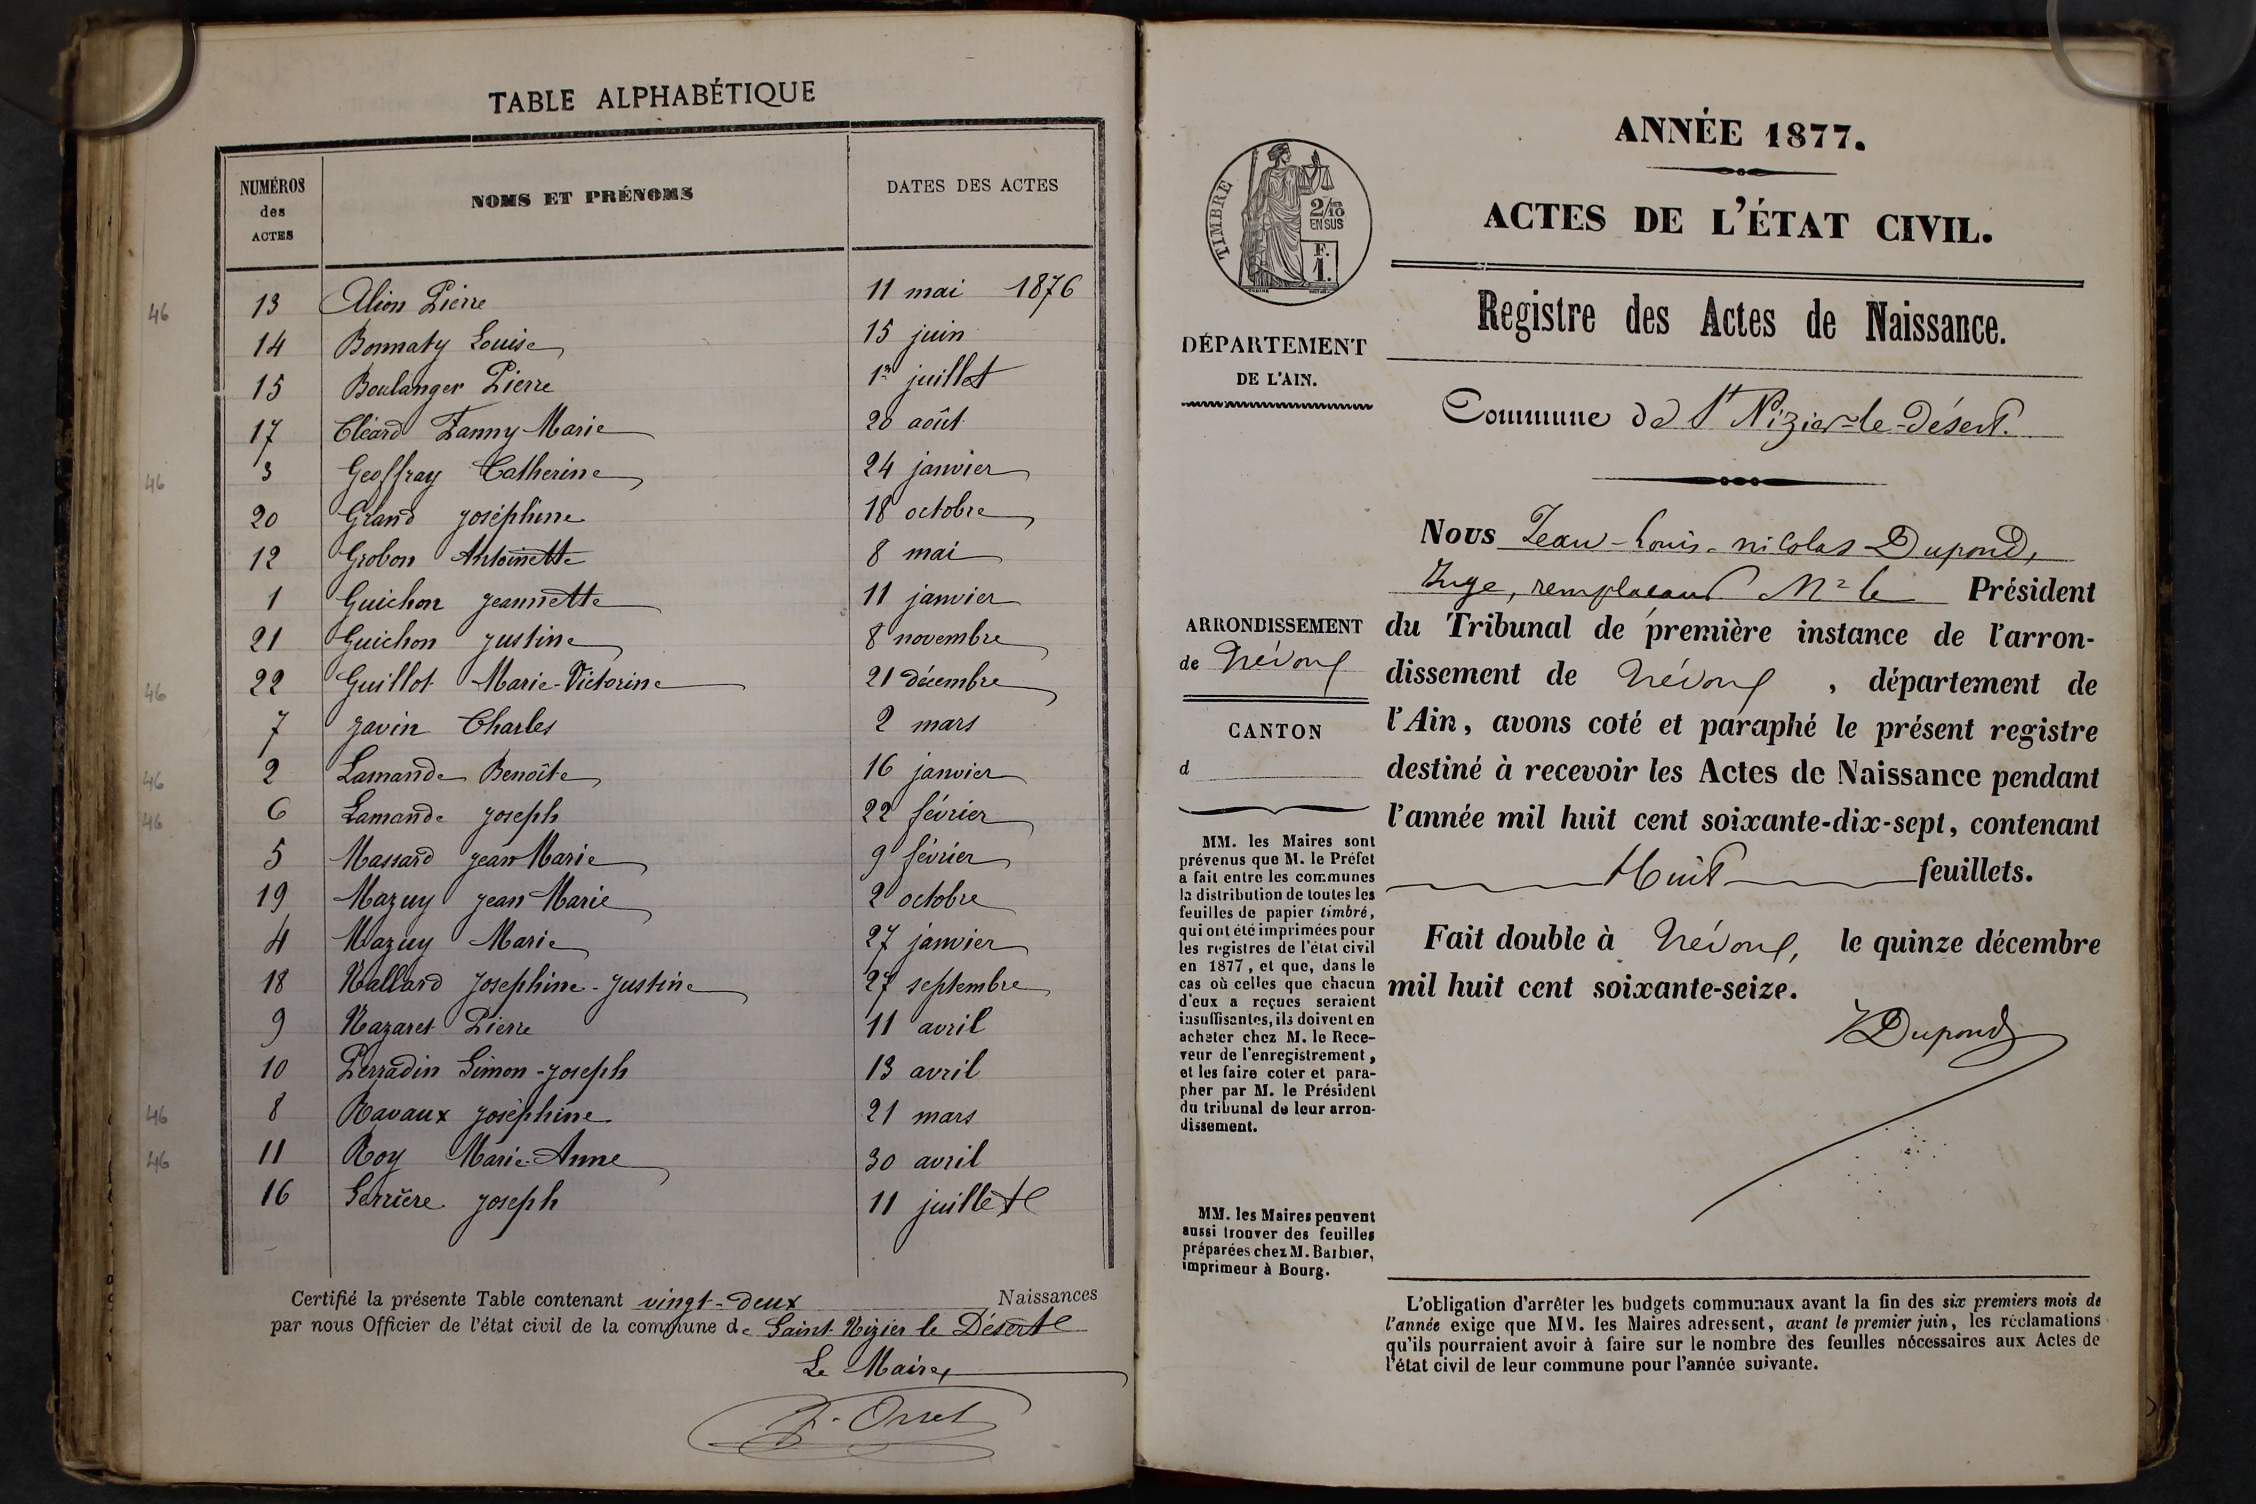 TABLE ALPHABÉTIQUE
NUMÉROS des ACTES NOMS ET PRÉNOMS DATES DES ACTES
46 13 Alion Pierre 11 mai 1876
14 Bonnaty Louise 15 juin
15 Boulanger Pierre 1er juillet
17 Cléard Fanny Marie 20 août
46 3 Geoffray Catherine 24 janvier
20 Grand Joséphine 18 octobre
12 Grobon Antoinette 8 mai
1 Guichon Jeannette 11 janvier
21 Guichon Justine 8 novembre
46 22 Guillot Marie-Victorine 21 décembre
7 Javin Charles 2 mars
46 2 Lamande Benoîte 16 janvier
46 6 Lamande Joseph 22 février
5 Massard Jean Marie 9 février
19 Mazuy Jean Marie 2 octobre
4 Mazuy Marie 27 janvier
18 Nallard Josephine-Justine 27 septembre
9 Nazaret Pierre 11 avril
10 Perradin Simon-Joseph 13 avril
46 8 Ravaux Joséphine 21 mars
46 11 Roy Marie-Anne 30 avril
16 Serrière Joseph 11 juillet
Certifié la présente Table contenant vingt-deux Naissances
par nous Officier de l'état civil de la commune de Saint Nizier le Désert
Le Maire,
ANNÉE 1877.
ACTES DE L'ÉTAT CIVIL.
Registre des Actes de Naissance.
Commune de St Nizier-le-Désert.
TIMBRE
2/10
EN SUS
F.
1.
DÉPARTEMENT
DE L'AIN.
ARRONDISSEMENT
de Trévoux
CANTON
d
MM. les Maires sont
prévenus que M. le Préfet
a fait entre les communes
la distribution de toutes les
feuilles de papier timbré,
qui ont été imprimées pour
les registres de l'état civil
en 1877, et que, dans le
cas où celles que chacun
d'eux a reçues seraient
insuffisantes, ils doivent en
acheter chez M. le Rece-
veur de l'enregistrement,
et les faire coter et para-
pher par M. le Président
du tribunal de leur arron-
dissement.
MM. les Maires peuvent
aussi trouver des feuilles
préparées chez M. Barbier,
imprimeur à Bourg.
Nous Jean-Louis-Nicolas Dupond,
Juge, remplaçant Mr le Président
du Tribunal de première instance de l'arron-
dissement de Trévoux, département de
l'Ain, avons coté et paraphé le présent registre
destiné à recevoir les Actes de Naissance pendant
l'année mil huit cent soixante-dix-sept, contenant
Huit feuillets.
Fait double à Trévoux, le quinze décembre
mil huit cent soixante-seize.
Dupond
L'obligation d'arrêter les budgets communaux avant la fin des six premiers mois de
l'année exige que MM. les Maires adressent, avant le premier juin, les réclamations
qu'ils pourraient avoir à faire sur le nombre des feuilles nécessaires aux Actes de
l'état civil de leur commune pour l'année suivante.